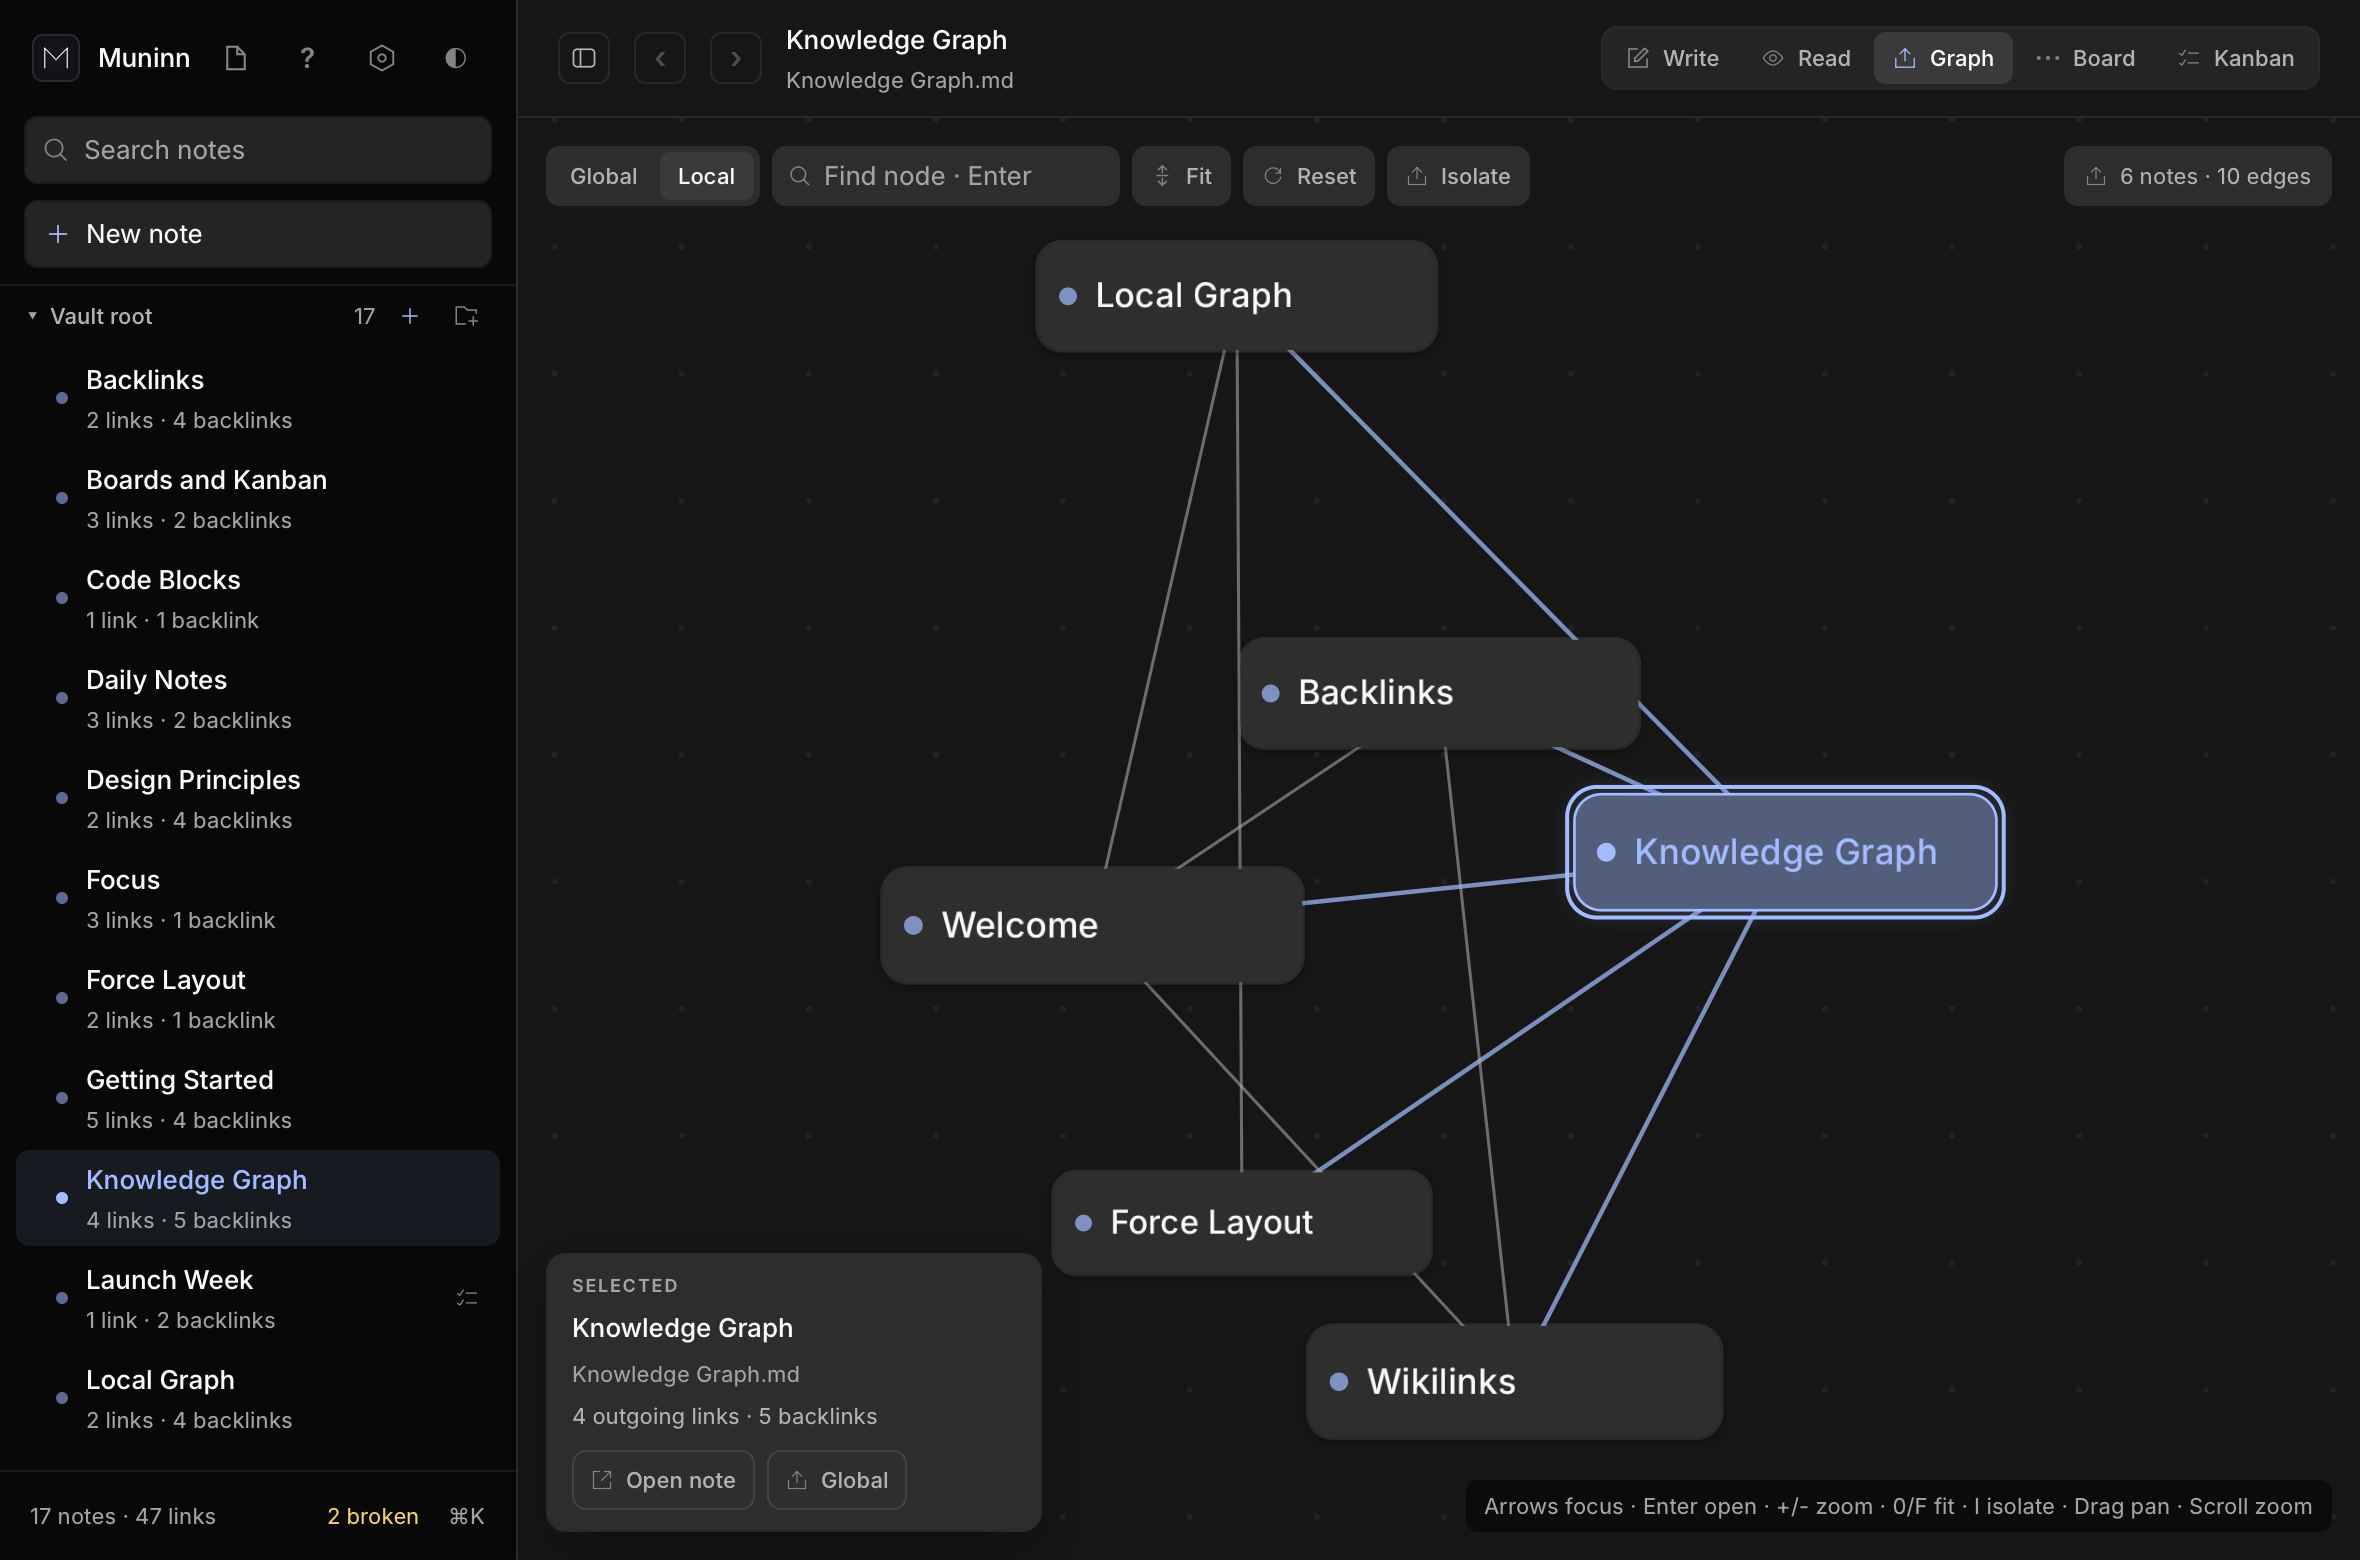 Muninn
?
Search notes
New note
Vault root 17
Backlinks
2 links · 4 backlinks
Boards and Kanban
3 links · 2 backlinks
Code Blocks
1 link · 1 backlink
Daily Notes
3 links · 2 backlinks
Design Principles
2 links · 4 backlinks
Focus
3 links · 1 backlink
Force Layout
2 links · 1 backlink
Getting Started
5 links · 4 backlinks
Knowledge Graph
4 links · 5 backlinks
Launch Week
1 link · 2 backlinks
Local Graph
2 links · 4 backlinks
17 notes · 47 links
2 broken
⌘K
Knowledge Graph
Knowledge Graph.md
Write
Read
Graph
Board
Kanban
Global
Local
Find node · Enter
Fit
Reset
Isolate
6 notes · 10 edges
Local Graph
Backlinks
Knowledge Graph
Welcome
Force Layout
Wikilinks
SELECTED
Knowledge Graph
Knowledge Graph.md
4 outgoing links · 5 backlinks
Open note
Global
Arrows focus · Enter open · +/- zoom · 0/F fit · I isolate · Drag pan · Scroll zoom